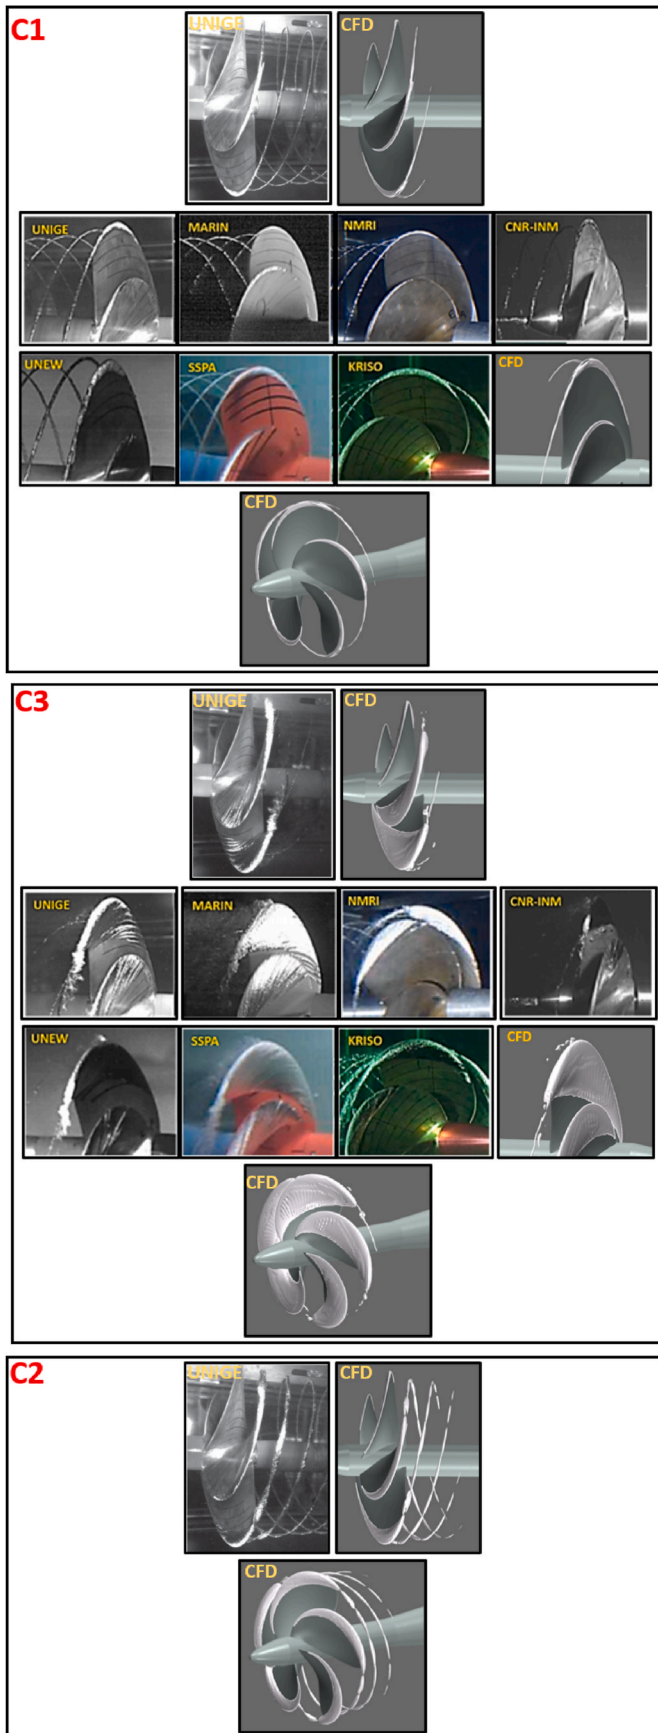 C1
UNIGE
CFD
UNIGE
MARIN
NMRI
CNR-INM
UNEW
SSPA
KRISO
CFD
CFD
C3
UNIGE
CFD
UNIGE
MARIN
NMRI
CNR-INM
UNEW
SSPA
KRISO
CFD
CFD
C2
UNIGE
CFD
CFD